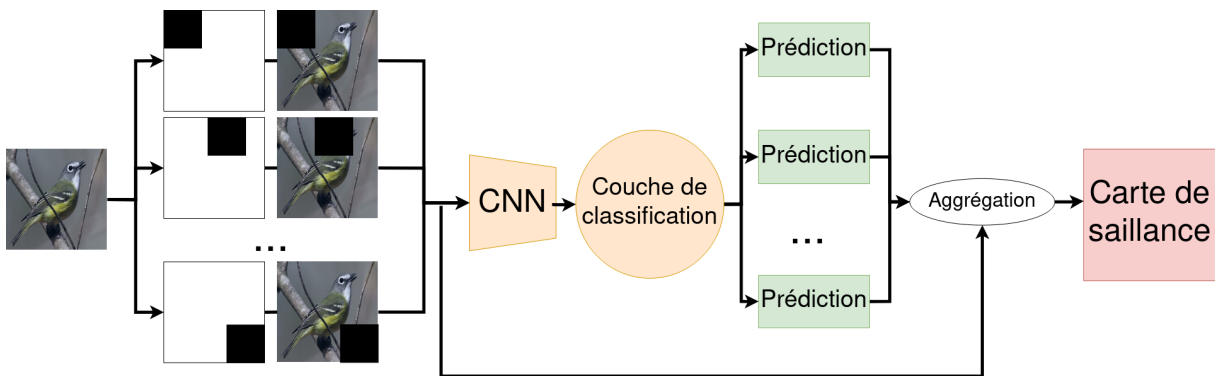 Prédiction
...
CNN
Couche de
classification
Prédiction
...
Prédiction
Aggrégation
Carte de
saillance